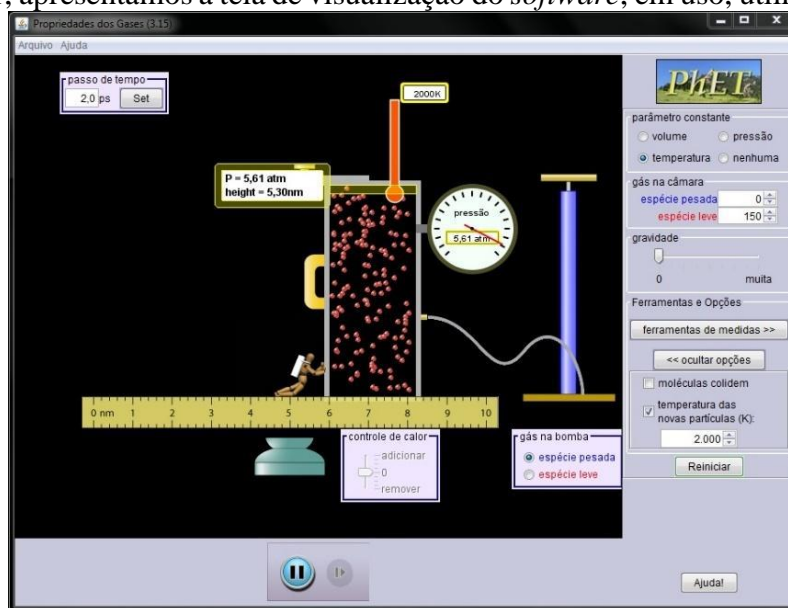 , apresentamos a tela de visualização do software, em uso, utili
Propriedades dos Gases (3.15)
Arquivo Ajuda
passo de tempo
2,0 ps Set
2000K
P = 5,61 atm
height = 5,30nm
pressão
5,61 atm
0 nm 1 2 3 4 5 6 7 8 9 10
controle de calor
adicionar
0
remover
gás na bomba
espécie pesada
espécie leve
PhET
parâmetro constante
volume pressão
temperatura nenhuma
gás na câmara
espécie pesada 0
espécie leve 150
gravidade
0 muita
Ferramentas e Opções
ferramentas de medidas >>
<< ocultar opções
moléculas colidem
temperatura das
novas partículas (K):
2.000
Reiniciar
Ajuda!